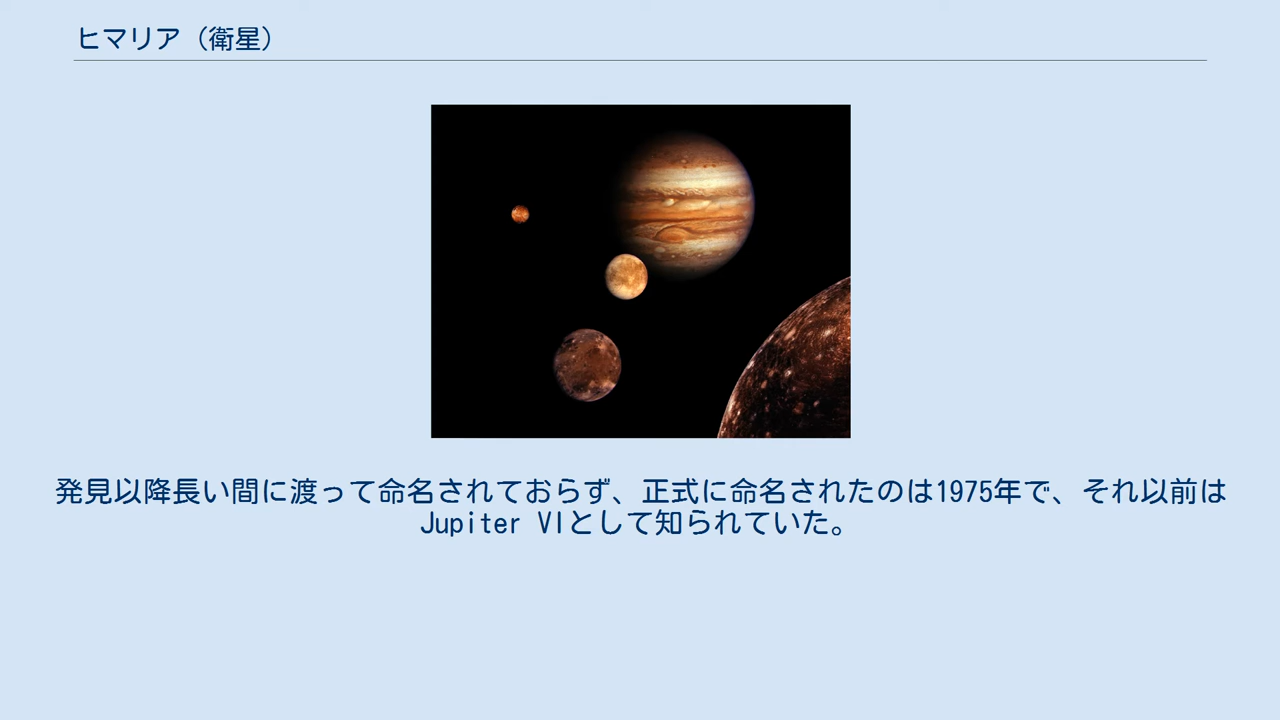 ヒマリア（衛星）
発見以降長い間に渡って命名されておらず、正式に命名されたのは1975年で、それ以前は
Jupiter VIとして知られていた。